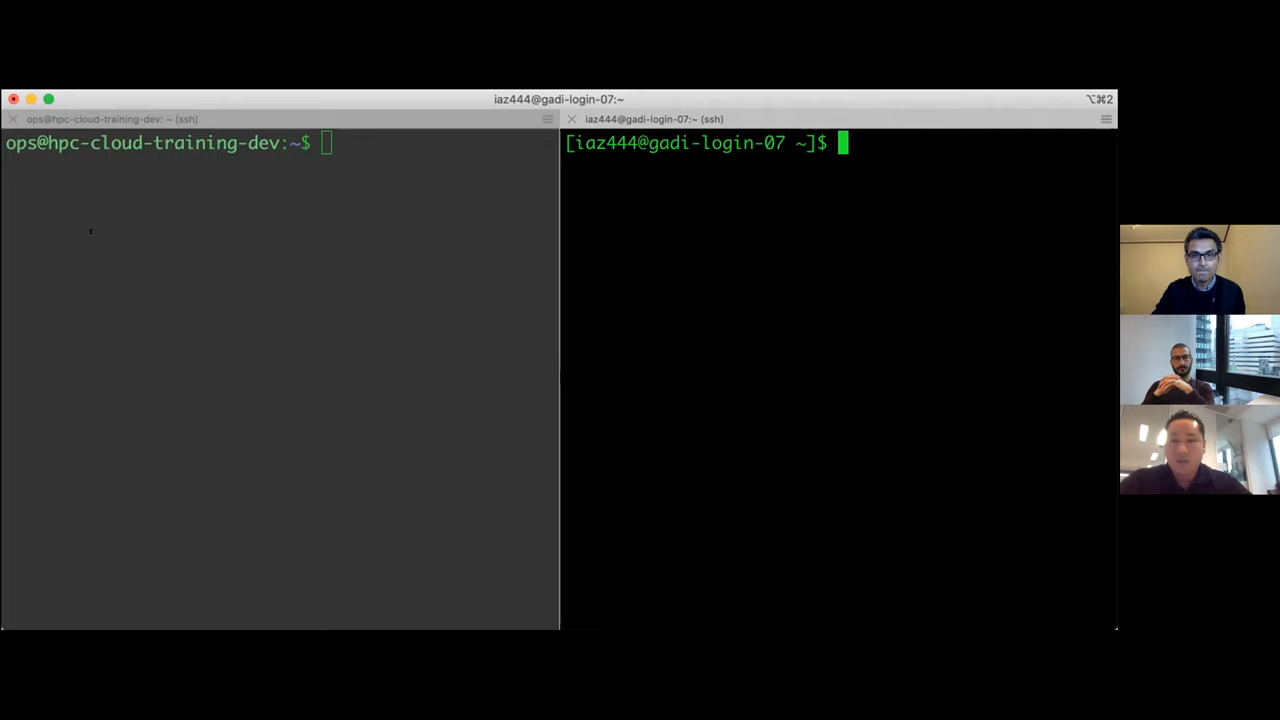 iaz444@gadi-login-07:~
⌥⌘2
ops@hpc-cloud-training-dev: ~ (ssh)
iaz444@gadi-login-07:~ (ssh)
ops@hpc-cloud-training-dev:~$
[iaz444@gadi-login-07 ~]$